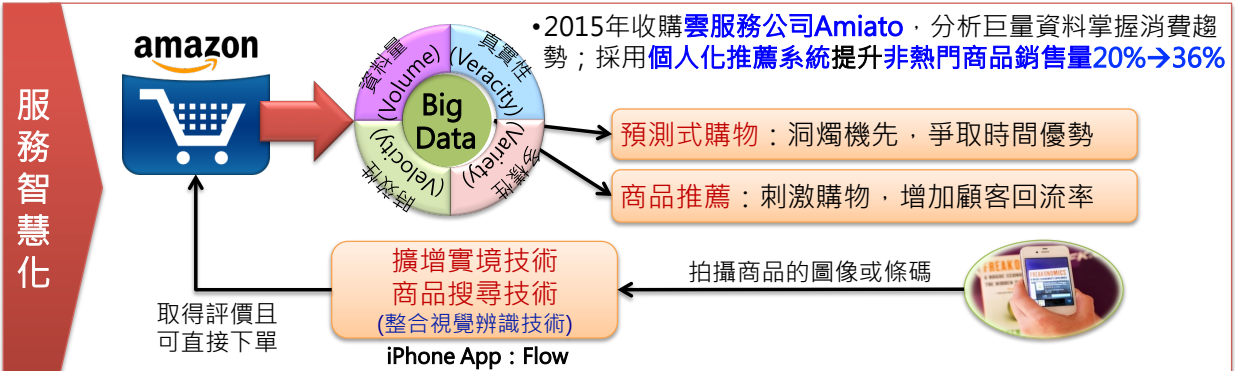 服務智慧化
amazon
資料量
(Volume)
真實性
(Veracity)
時效性
(Velocity)
多樣性
(Variety)
Big
Data
•2015年收購雲服務公司Amiato，分析巨量資料掌握消費趨
勢；採用個人化推薦系統提升非熱門商品銷售量20%→36%
預測式購物：洞燭機先，爭取時間優勢
商品推薦：刺激購物，增加顧客回流率
擴增實境技術
商品搜尋技術
(整合視覺辨識技術)
iPhone App：Flow
拍攝商品的圖像或條碼
取得評價且
可直接下單
FREAKONOMICS